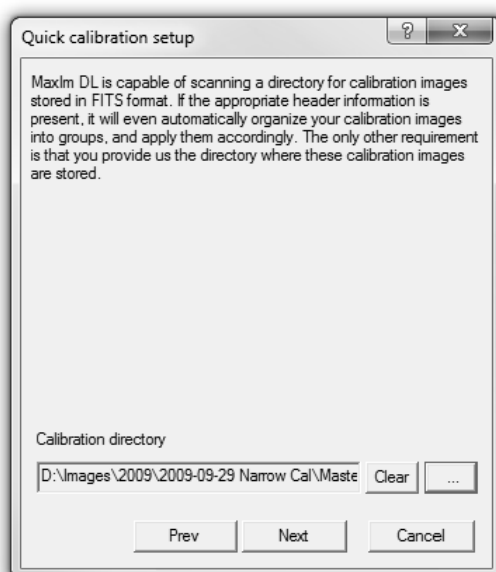 Quick calibration setup ? X
MaxIm DL is capable of scanning a directory for calibration images
stored in FITS format. If the appropriate header information is
present, it will even automatically organize your calibration images
into groups, and apply them accordingly. The only other requirement
is that you provide us the directory where these calibration images
are stored.
Calibration directory
D:\Images\2009\2009-09-29 Narrow Cal\Maste Clear ...
Prev Next Cancel